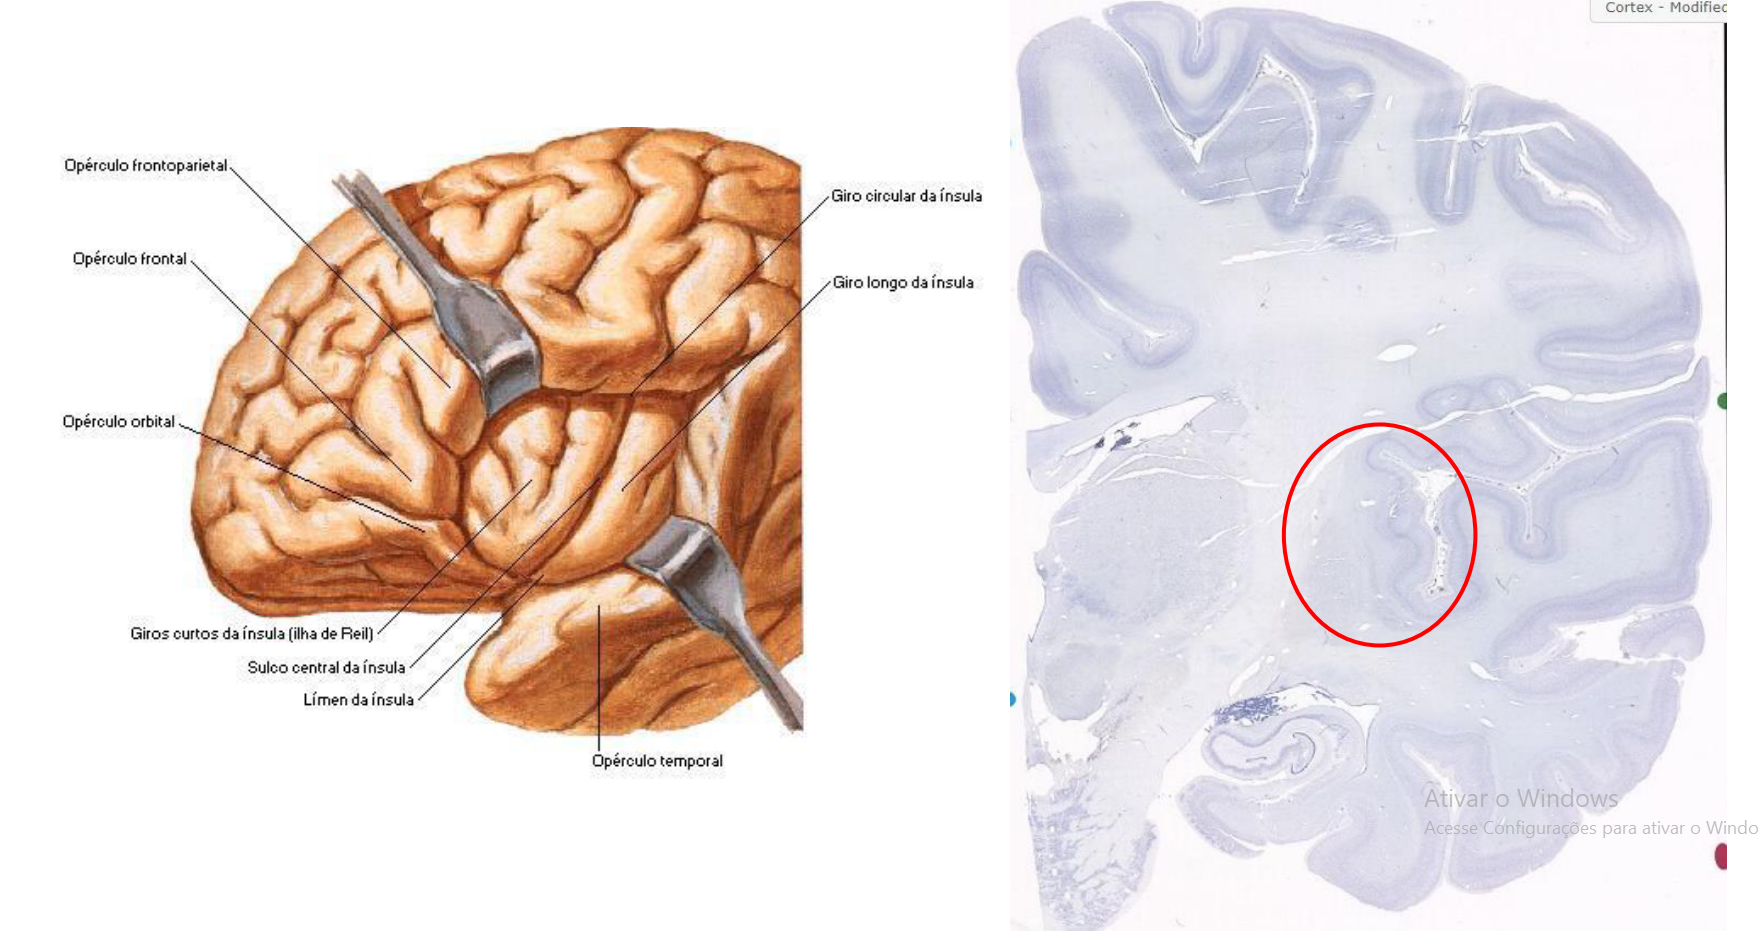 Cortex - Modified
Opérculo frontoparietal
Giro circular da ínsula
Opérculo frontal
Giro longo da ínsula
Opérculo orbital
Giros curtos da ínsula (ilha de Reil)
Sulco central da ínsula
Límen da ínsula
Opérculo temporal
Ativar o Windows
Acesse Configurações para ativar o Windo